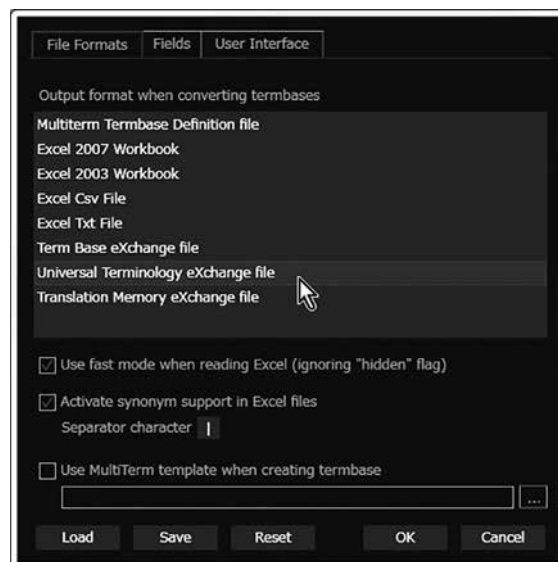 File Formats Fields User Interface
Output format when converting termbases
Multiterm Termbase Definition file
Excel 2007 Workbook
Excel 2003 Workbook
Excel Csv File
Excel Txt File
Term Base eXchange file
Universal Terminology eXchange file
Translation Memory eXchange file
Use fast mode when reading Excel (ignoring "hidden" flag)
Activate synonym support in Excel files
Separator character |
Use MultiTerm template when creating termbase
...
Load Save Reset OK Cancel